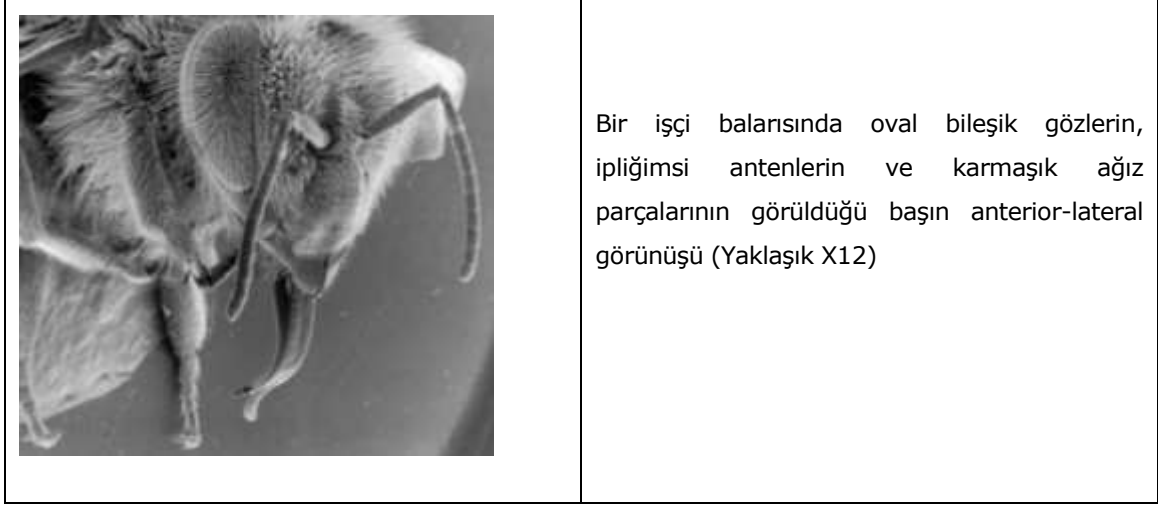 Bir işçi balarısında oval bileşik gözlerin,
ipliğimsi antenlerin ve karmaşık ağız
parçalarının görüldüğü başın anterior-lateral
görünüşü (Yaklaşık X12)